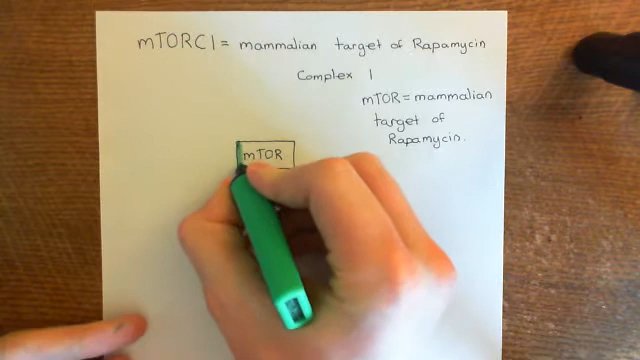 mTORC1 = mammalian target of Rapamycin
Complex 1
mTOR = mammalian
target of
Rapamycin.
mTOR